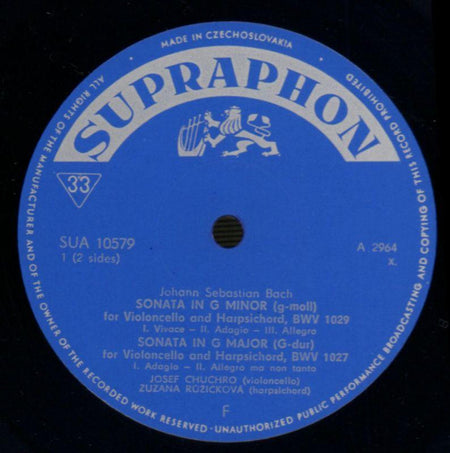 MADE IN CZECHOSLOVAKIA
ALL RIGHTS OF THE MANUFACTURER AND OF THE OWNER OF THE RECORDED WORK RESERVED - UNAUTHORIZED PUBLIC PERFORMANCE BROADCASTING AND COPYING OF THIS RECORD PROHIBITED
SUPRAPHON
33
SUA 10579
A 2964
1 (2 sides)
x.
Johann Sebastian Bach
SONATA IN G MINOR (g-moll)
for Violoncello and Harpsichord, BWV 1029
I. Vivace - II. Adagio - III. Allegro
SONATA IN G MAJOR (G-dur)
for Violoncello and Harpsichord, BWV 1027
I. Adagio - II. Allegro ma non tanto
JOSEF CHUCHRO (violoncello)
ZUZANA RŮŽIČKOVÁ (harpsichord)
F